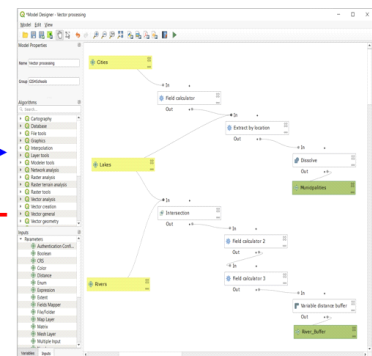 *Model Designer - Vector processing
Model Edit View
Model Properties
Name Vector processing
Group GISVNSchools
Algorithms
Search...
Cartography
Database
File tools
Graphics
Interpolation
Layer tools
Modeler tools
Network analysis
Raster analysis
Raster terrain analysis
Raster tools
Vector analysis
Vector creation
Vector general
Vector geometry
Inputs
Parameters
Authentication Confi...
Boolean
CRS
Color
Distance
Enum
Expression
Extent
Fields Mapper
File/Folder
Map Layer
Matrix
Mesh Layer
Multiple Input
Variables Inputs
Cities
In
Field calculator
Out
In
Extract by location
Out
In
Dissolve
Out
Municipalities
Lakes
In
Intersection
Out
In
Field calculator 2
Out
In
Field calculator 3
Out
In
Variable distance buffer
Out
River_Buffer
Rivers